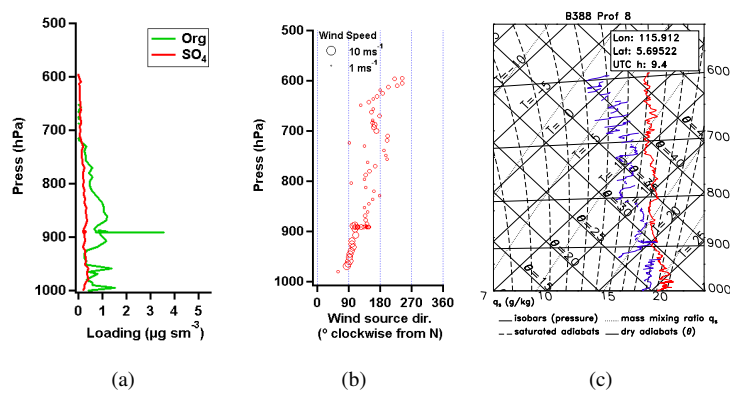 500
600
700
800
900
1000
Press (hPa)
Org
SO4
0 1 2 3 4 5
Loading (µg sm⁻³)
(a)
500
600
700
800
900
1000
Press (hPa)
Wind Speed
10 ms⁻¹
1 ms⁻¹
0 90 180 270 360
Wind source dir.
(º clockwise from N)
(b)
B388 Prof 8
Lon: 115.912
Lat: 5.69522
UTC h: 9.4
600
700
800
900
1000
θ=40
θ=25
θ=20
7 10 15 20
qs (g/kg)
isobars (pressure)
mass mixing ratio qs
saturated adiabats
dry adiabats (θ)
(c)